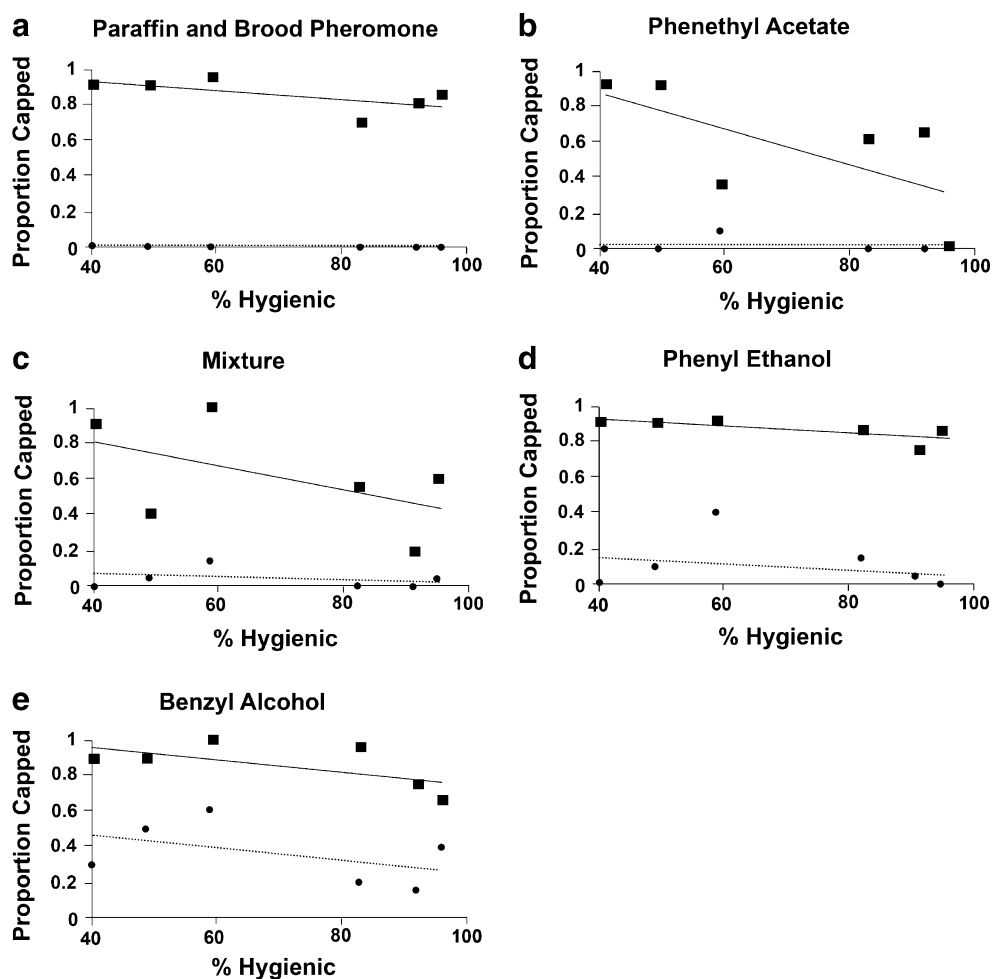 a Paraffin and Brood Pheromone
Proportion Capped
1
0.8
0.6
0.4
0.2
0
40 60 80 100
% Hygienic
b Phenethyl Acetate
Proportion Capped
1
0.8
0.6
0.4
0.2
0
40 60 80 100
% Hygienic
c Mixture
Proportion Capped
1
0.8
0.6
0.4
0.2
0
40 60 80 100
% Hygienic
d Phenyl Ethanol
Proportion Capped
1
0.8
0.6
0.4
0.2
0
40 60 80 100
% Hygienic
e Benzyl Alcohol
Proportion Capped
1
0.8
0.6
0.4
0.2
0
40 60 80 100
% Hygienic